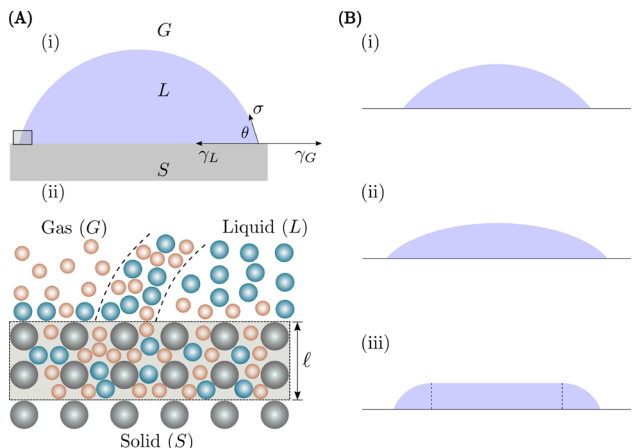 (A)
(i)
G
L
σ
θ
γL
γG
S
(ii)
Gas (G)
Liquid (L)
ℓ
Solid (S)
(B)
(i)
(ii)
(iii)